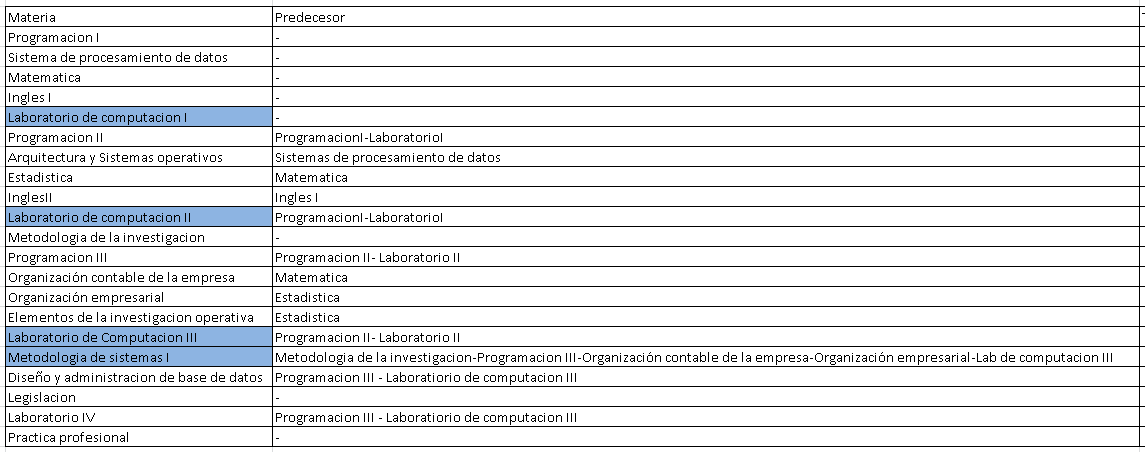 Materia Predecesor
Programacion I -
Sistema de procesamiento de datos -
Matematica -
Ingles I -
Laboratorio de computacion I -
Programacion II ProgramacionI-LaboratorioI
Arquitectura y Sistemas operativos Sistemas de procesamiento de datos
Estadistica Matematica
InglesII Ingles I
Laboratorio de computacion II ProgramacionI-LaboratorioI
Metodologia de la investigacion -
Programacion III Programacion II- Laboratorio II
Organización contable de la empresa Matematica
Organización empresarial Estadistica
Elementos de la investigacion operativa Estadistica
Laboratorio de Computacion III Programacion II- Laboratorio II
Metodologia de sistemas I Metodologia de la investigacion-Programacion III-Organización contable de la empresa-Organización empresarial-Lab de computacion III
Diseño y administracion de base de datos Programacion III - Laboratiorio de computacion III
Legislacion -
Laboratorio IV Programacion III - Laboratiorio de computacion III
Practica profesional -